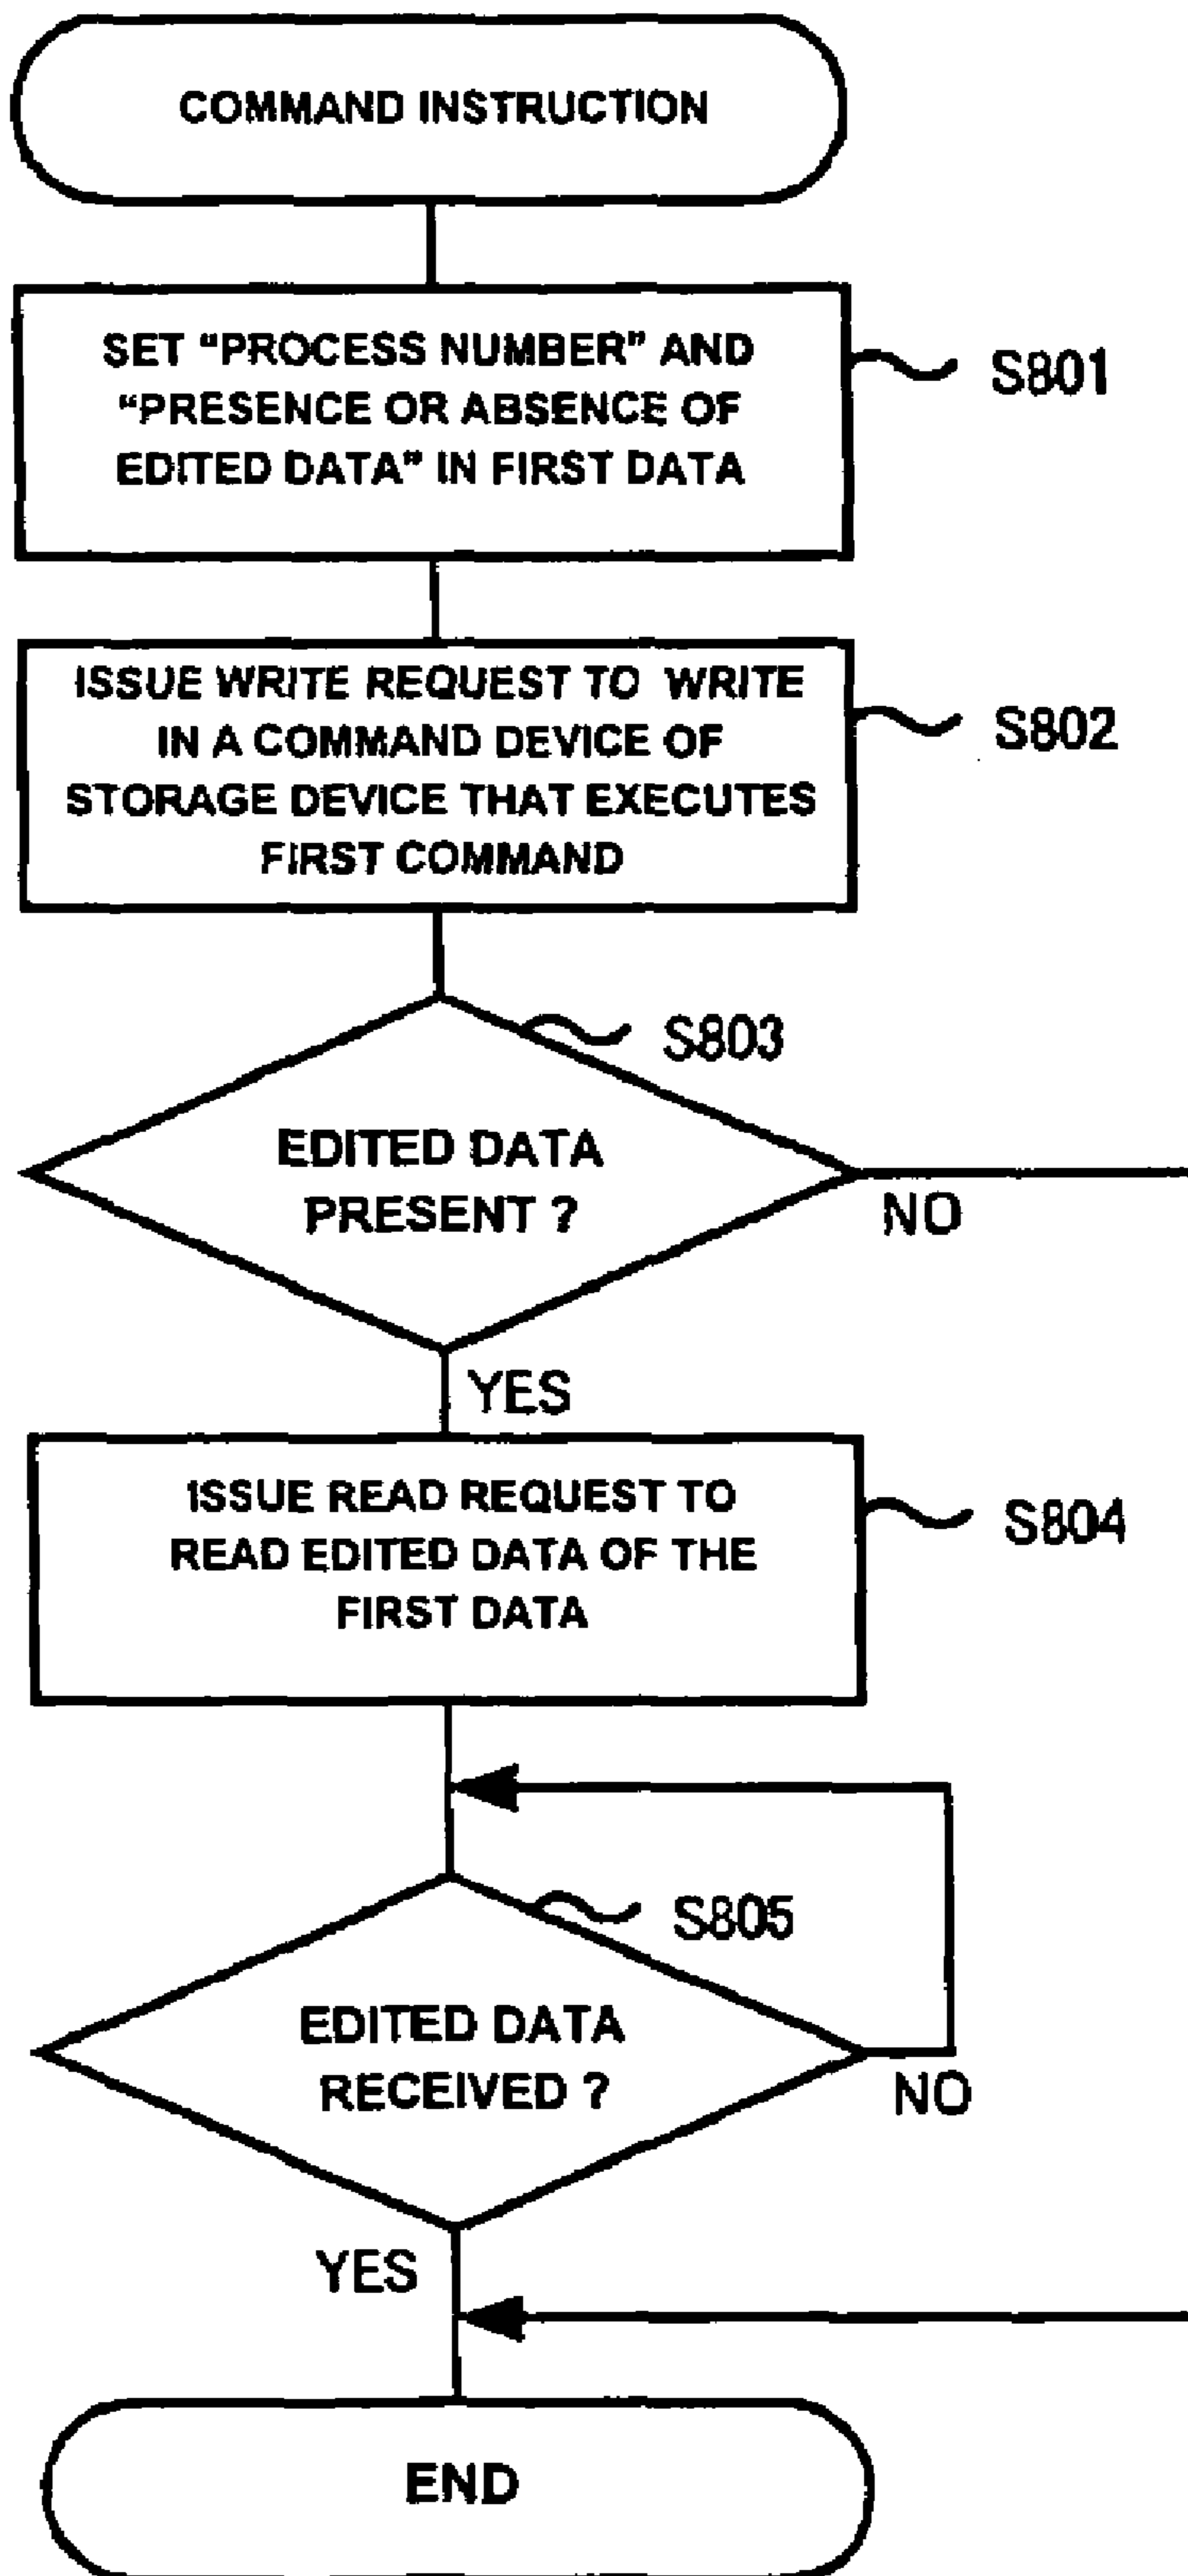 COMMAND INSTRUCTION
SET “PROCESS NUMBER” AND
“PRESENCE OR ABSENCE OF
EDITED DATA” IN FIRST DATA
S801
ISSUE WRITE REQUEST TO WRITE
IN A COMMAND DEVICE OF
STORAGE DEVICE THAT EXECUTES
FIRST COMMAND
S802
S803
EDITED DATA
PRESENT ?
NO
YES
ISSUE READ REQUEST TO
READ EDITED DATA OF THE
FIRST DATA
S804
S805
EDITED DATA
RECEIVED ?
NO
YES
END